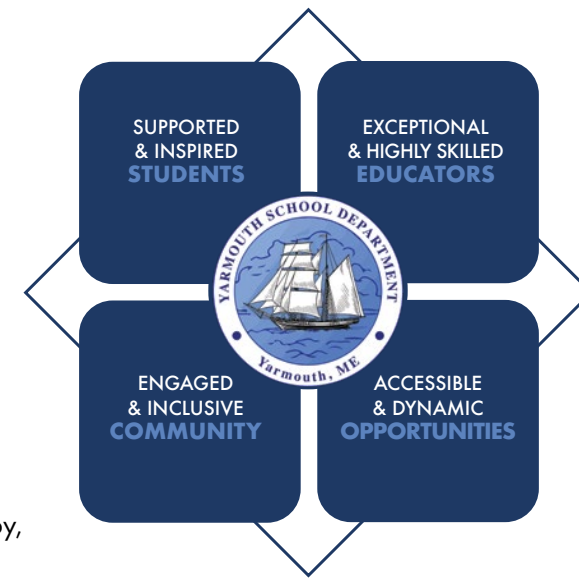 SUPPORTED
& INSPIRED
STUDENTS
EXCEPTIONAL
& HIGHLY SKILLED
EDUCATORS
YARMOUTH SCHOOL DEPARTMENT
Yarmouth, ME
ENGAGED
& INCLUSIVE
COMMUNITY
ACCESSIBLE
& DYNAMIC
OPPORTUNITIES